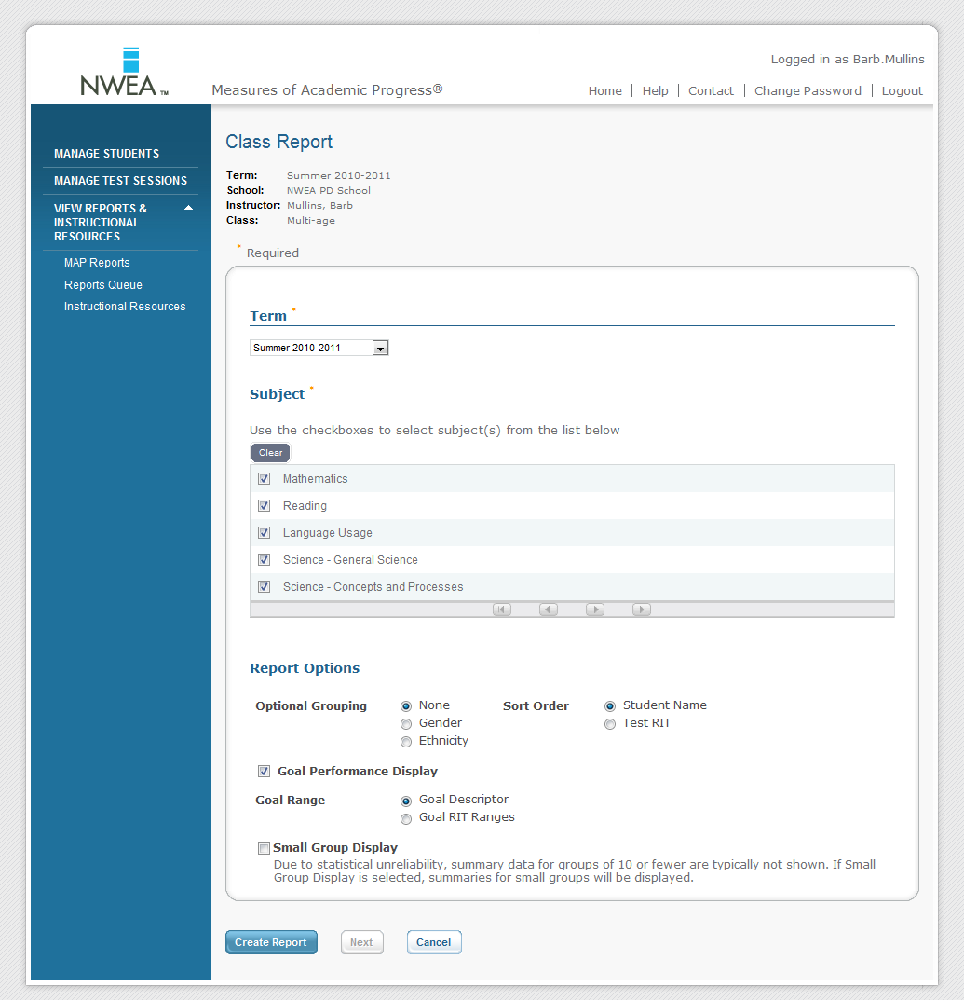 Logged in as Barb.Mullins
NWEA TM
Measures of Academic Progress®
Home | Help | Contact | Change Password | Logout
MANAGE STUDENTS
MANAGE TEST SESSIONS
VIEW REPORTS &
INSTRUCTIONAL
RESOURCES
MAP Reports
Reports Queue
Instructional Resources
Class Report
Term: Summer 2010-2011
School: NWEA PD School
Instructor: Mullins, Barb
Class: Multi-age
* Required
Term *
Summer 2010-2011
Subject *
Use the checkboxes to select subject(s) from the list below
Clear
Mathematics
Reading
Language Usage
Science - General Science
Science - Concepts and Processes
Report Options
Optional Grouping None Sort Order Student Name
Gender Test RIT
Ethnicity
Goal Performance Display
Goal Range Goal Descriptor
Goal RIT Ranges
Small Group Display
Due to statistical unreliability, summary data for groups of 10 or fewer are typically not shown. If Small
Group Display is selected, summaries for small groups will be displayed.
Create Report Next Cancel